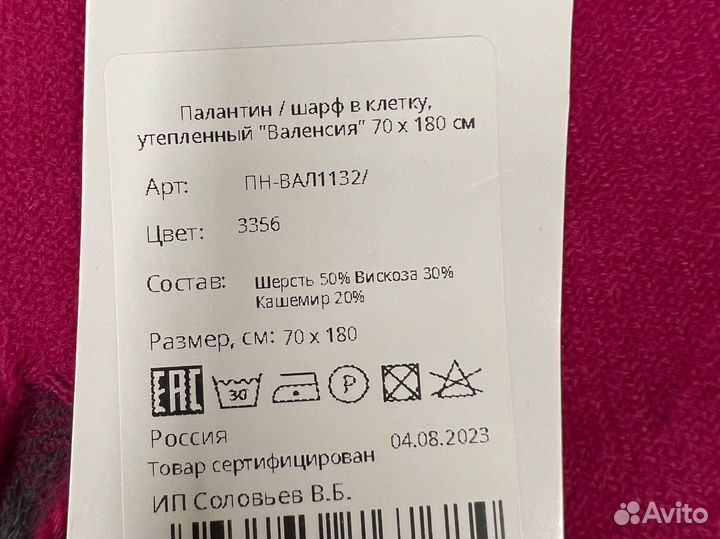 Палантин / шарф в клетку,
утепленный "Валенсия" 70 x 180 см
Арт: ПН-ВАЛ1132/
Цвет: 3356
Состав: Шерсть 50% Вискоза 30%
Кашемир 20%
Размер, см: 70 x 180
EAC 30 P
Россия 04.08.2023
Товар сертифицирован
ИП Соловьев В.Б.
Avito